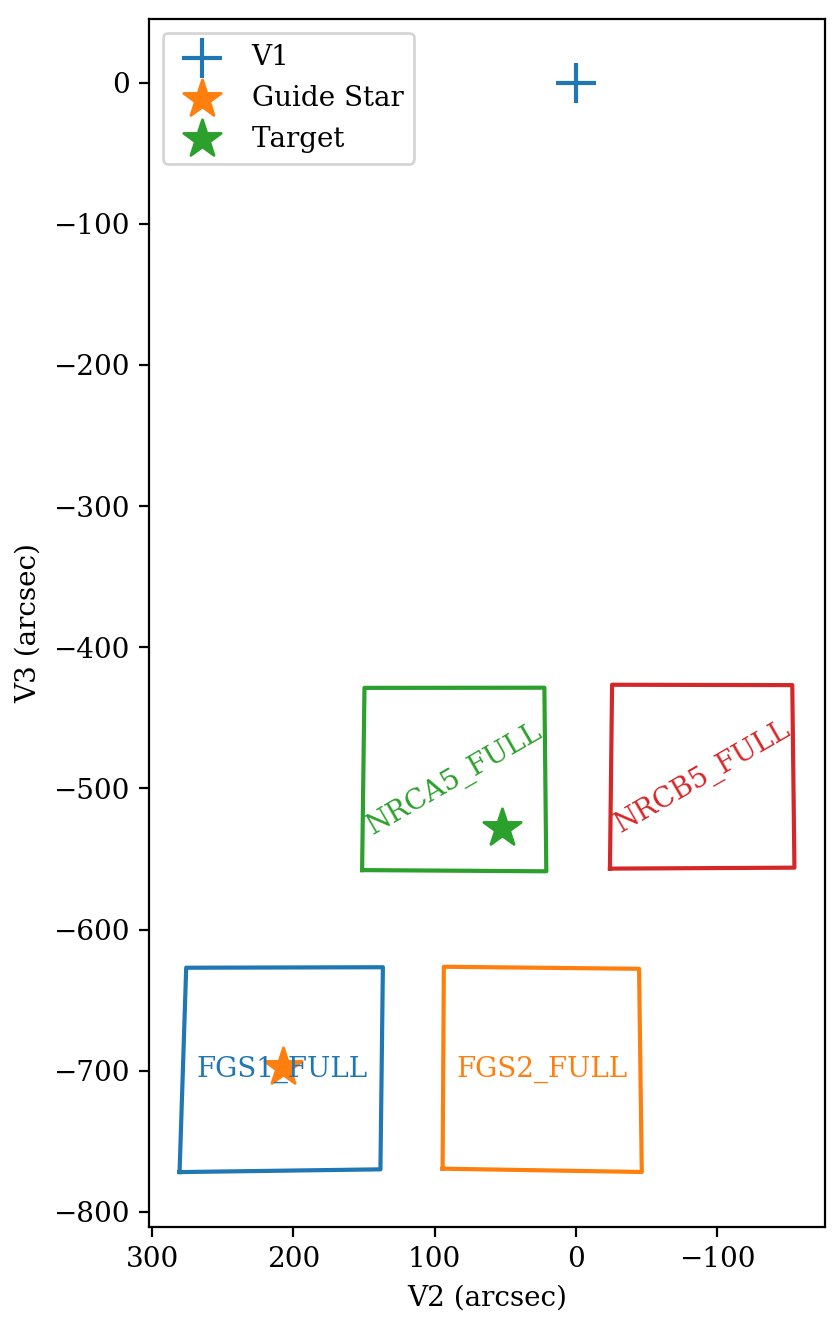 V1
Guide Star
Target
0
−100
−200
−300
−400
−500
−600
−700
−800
V3 (arcsec)
NRCA5_FULL
NRCB5_FULL
FGS1_FULL
FGS2_FULL
300
200
100
0
−100
V2 (arcsec)